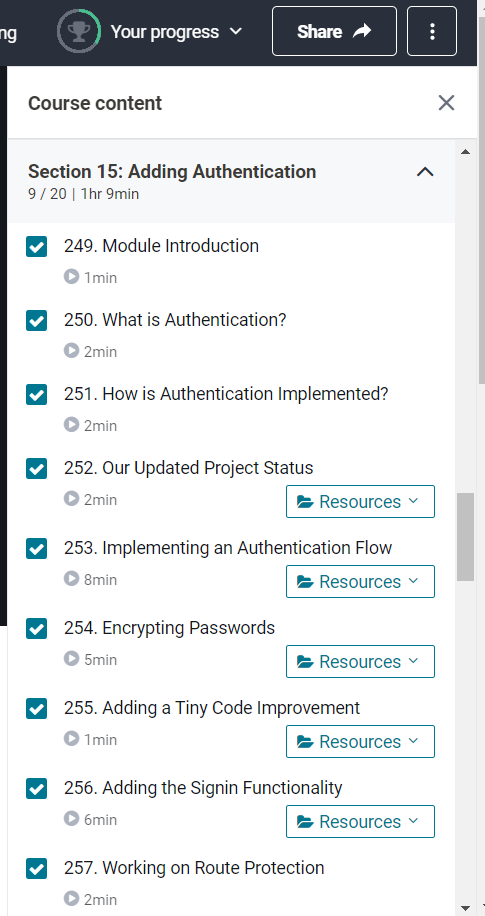 ng
Your progress
Share
Course content
Section 15: Adding Authentication
9 / 20 | 1hr 9min
249. Module Introduction
1min
250. What is Authentication?
2min
251. How is Authentication Implemented?
2min
252. Our Updated Project Status
2min
Resources
253. Implementing an Authentication Flow
8min
Resources
254. Encrypting Passwords
5min
Resources
255. Adding a Tiny Code Improvement
1min
Resources
256. Adding the Signin Functionality
6min
Resources
257. Working on Route Protection
2min